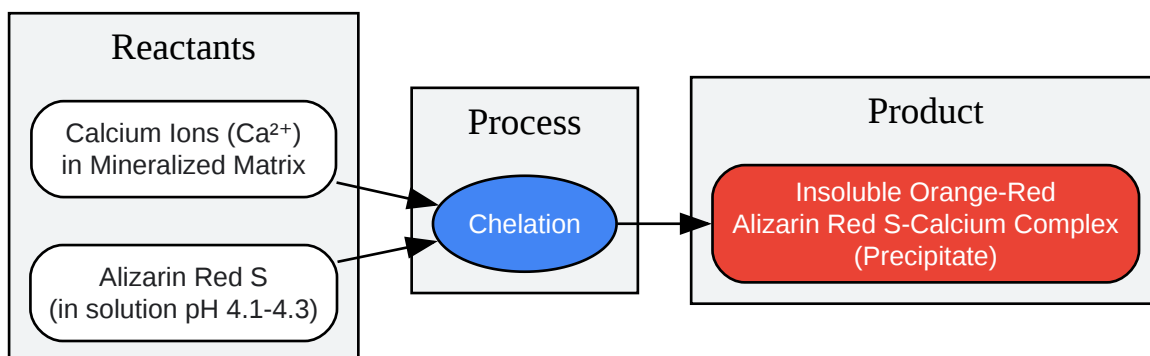 Reactants
Calcium Ions (Ca²⁺)
in Mineralized Matrix
Alizarin Red S
(in solution pH 4.1-4.3)
Process
Chelation
Product
Insoluble Orange-Red
Alizarin Red S-Calcium Complex
(Precipitate)